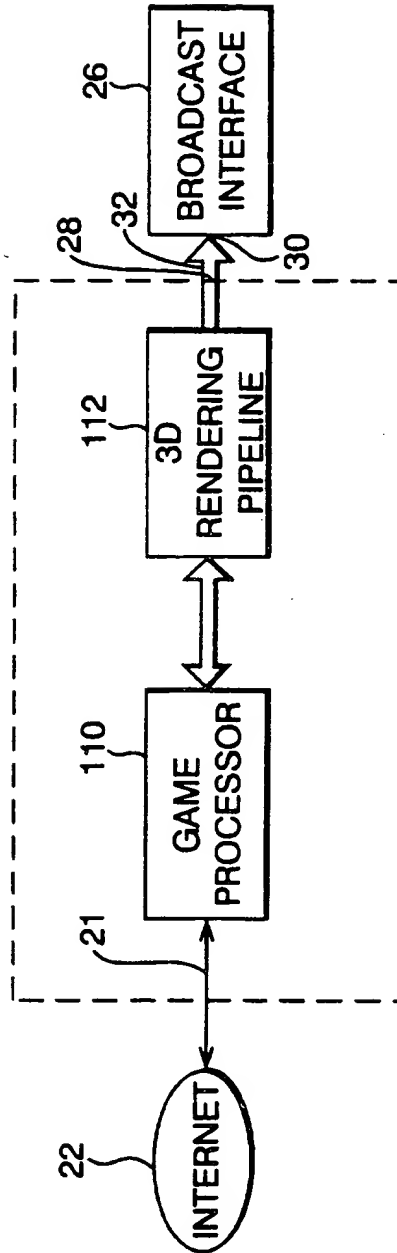 22
INTERNET
21
110
GAME
PROCESSOR
112
3D
RENDERING
PIPELINE
32
28
30
26
BROADCAST
INTERFACE